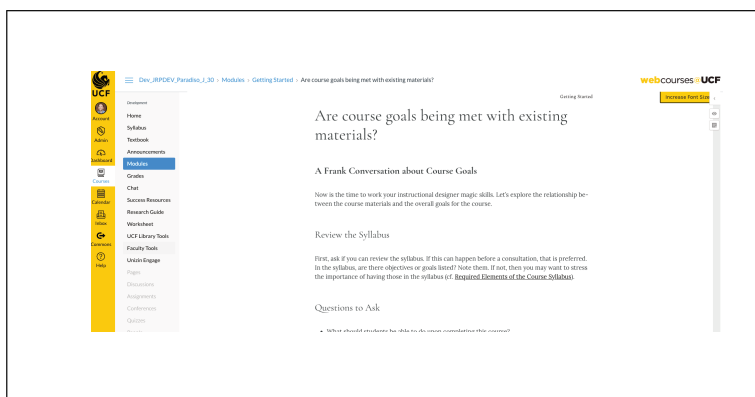 UCF
Account
Admin
Dashboard
Courses
Calendar
Inbox
Commons
Help
Dev_JRPDEV_Paradiso_J_30 › Modules › Getting Started › Are course goals being met with existing materials?
webcourses@UCF
Development
Home
Syllabus
Textbook
Announcements
Modules
Grades
Chat
Success Resources
Research Guide
Worksheet
UCF Library Tools
Faculty Tools
Unizin Engage
Pages
Discussions
Assignments
Conferences
Quizzes
Getting Started
Increase Font Size
Are course goals being met with existing
materials?
A Frank Conversation about Course Goals
Now is the time to work your instructional designer magic skills. Let's explore the relationship be-
tween the course materials and the overall goals for the course.
Review the Syllabus
First, ask if you can review the syllabus. If this can happen before a consultation, that is preferred.
In the syllabus, are there objectives or goals listed? Note them. If not, then you may want to stress
the importance of having those in the syllabus (cf. Required Elements of the Course Syllabus).
Questions to Ask
• What should students be able to do upon completing this course?